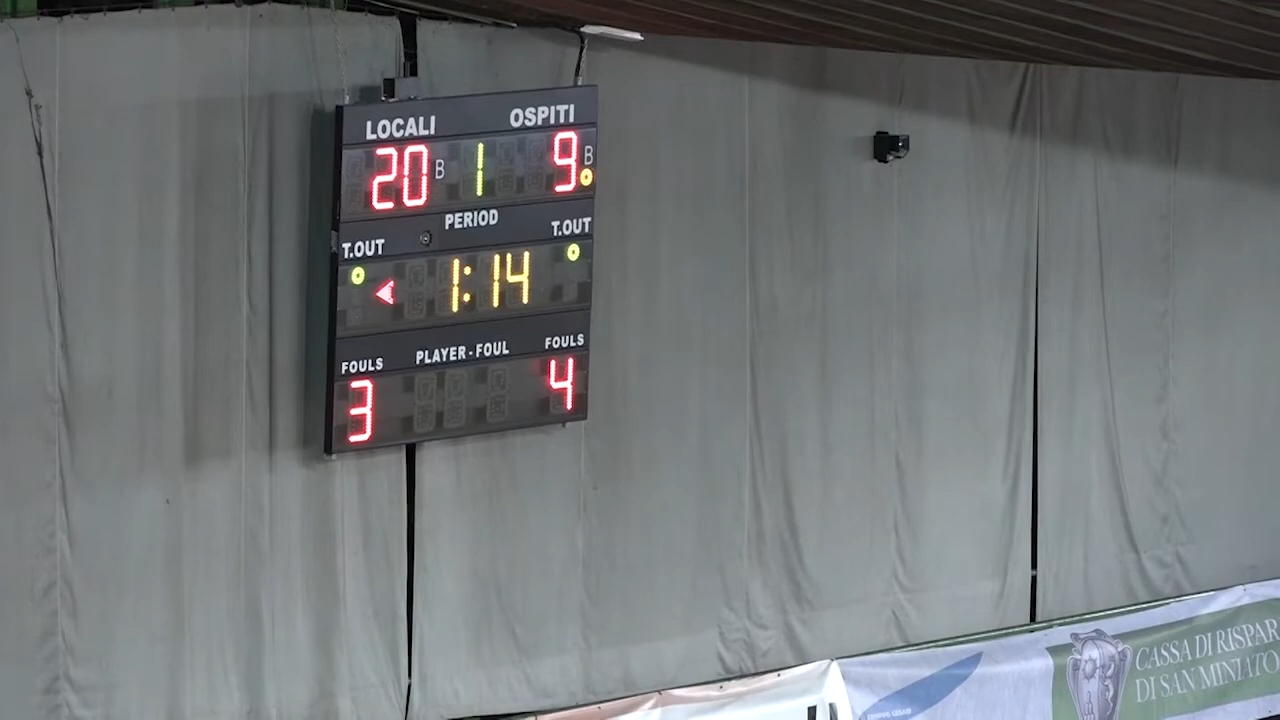 LOCALI OSPITI
20 B 1 9 B
PERIOD
T.OUT T.OUT
1:14
FOULS PLAYER-FOUL FOULS
3 4
CASSA DI RISPAR
DI SAN MINIATO